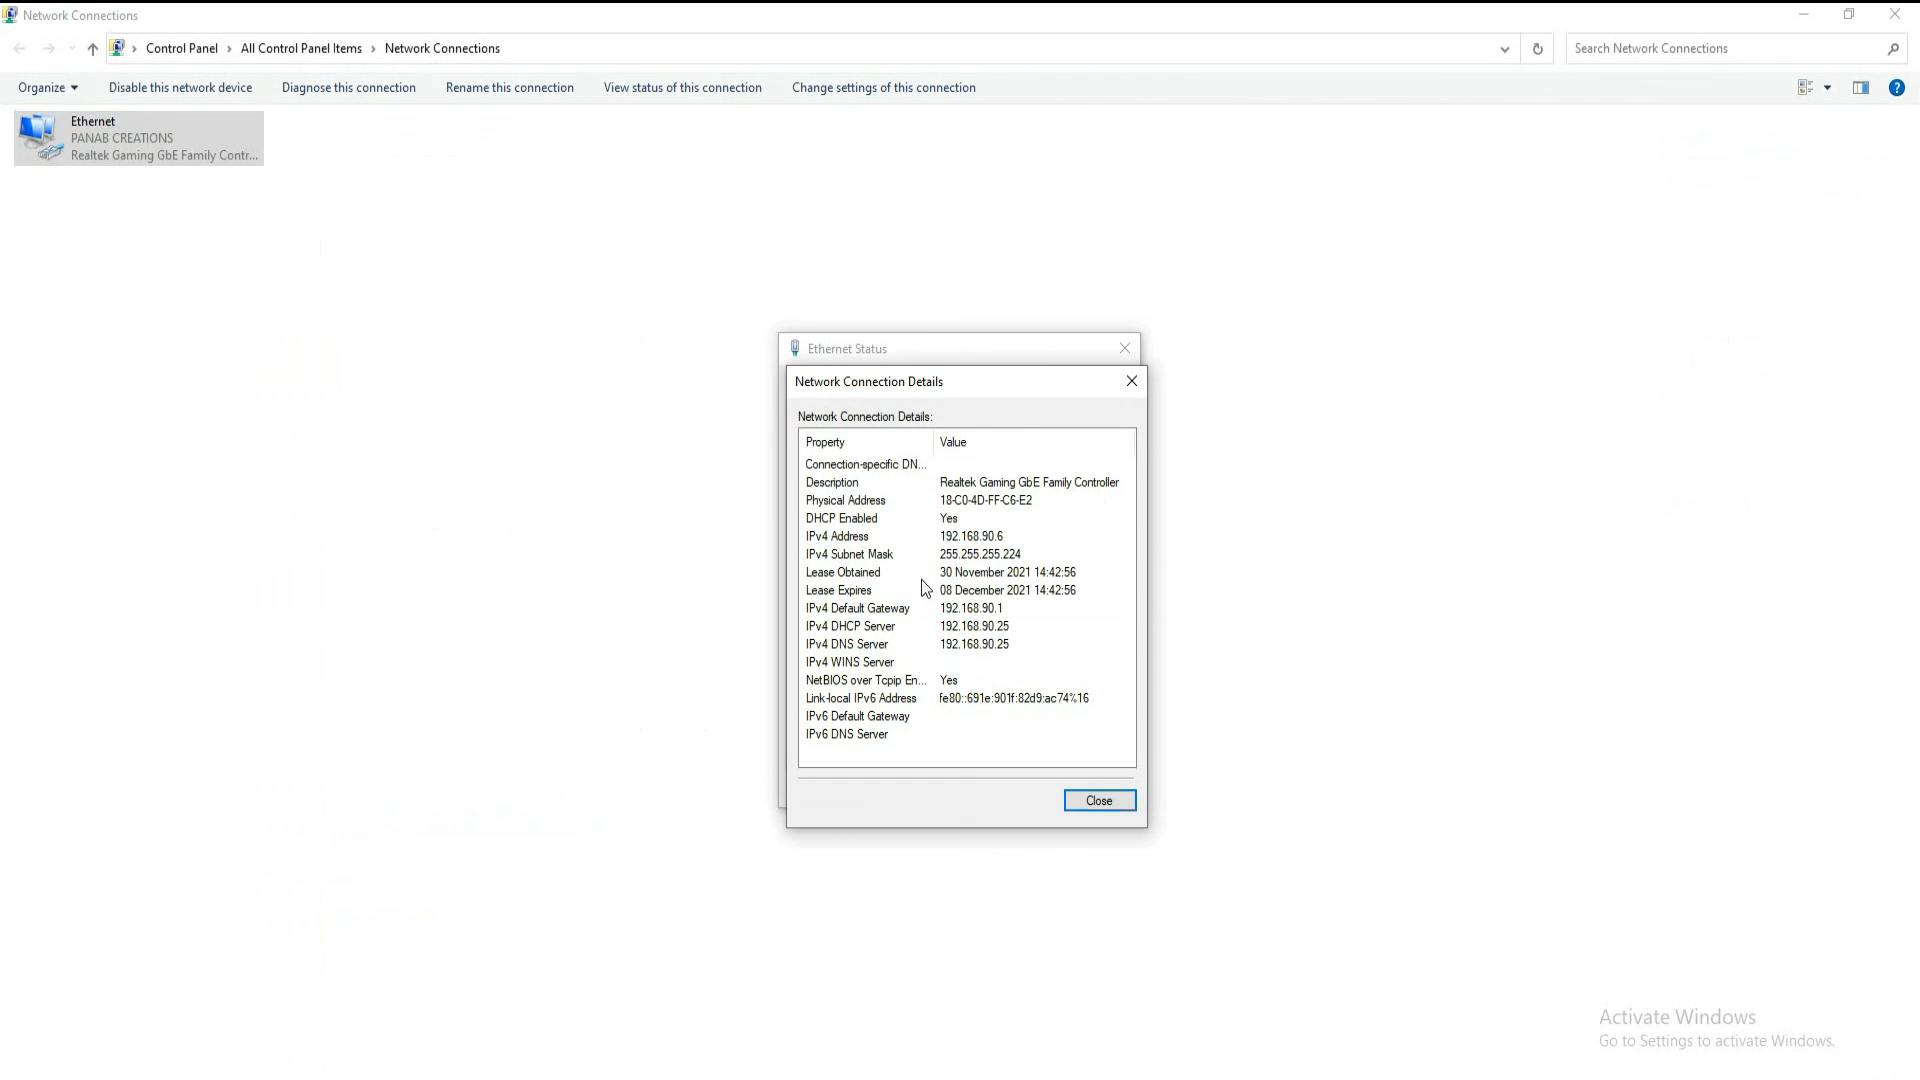 Network Connections
Control Panel
All Control Panel Items
Network Connections
Search Network Connections
Organize
Disable this network device
Diagnose this connection
Rename this connection
View status of this connection
Change settings of this connection
Ethernet
PANAB CREATIONS
Realtek Gaming GbE Family Contr...
Ethernet Status
Network Connection Details
Network Connection Details:
Property Value
Connection-specific DN...
Description Realtek Gaming GbE Family Controller
Physical Address 18-C0-4D-FF-C6-E2
DHCP Enabled Yes
IPv4 Address 192.168.90.6
IPv4 Subnet Mask 255.255.255.224
Lease Obtained 30 November 2021 14:42:56
Lease Expires 08 December 2021 14:42:56
IPv4 Default Gateway 192.168.90.1
IPv4 DHCP Server 192.168.90.25
IPv4 DNS Server 192.168.90.25
IPv4 WINS Server
NetBIOS over Tcpip En... Yes
Link-local IPv6 Address fe80::691e:901f:82d9:ac74%16
IPv6 Default Gateway
IPv6 DNS Server
Close
Activate Windows
Go to Settings to activate Windows.